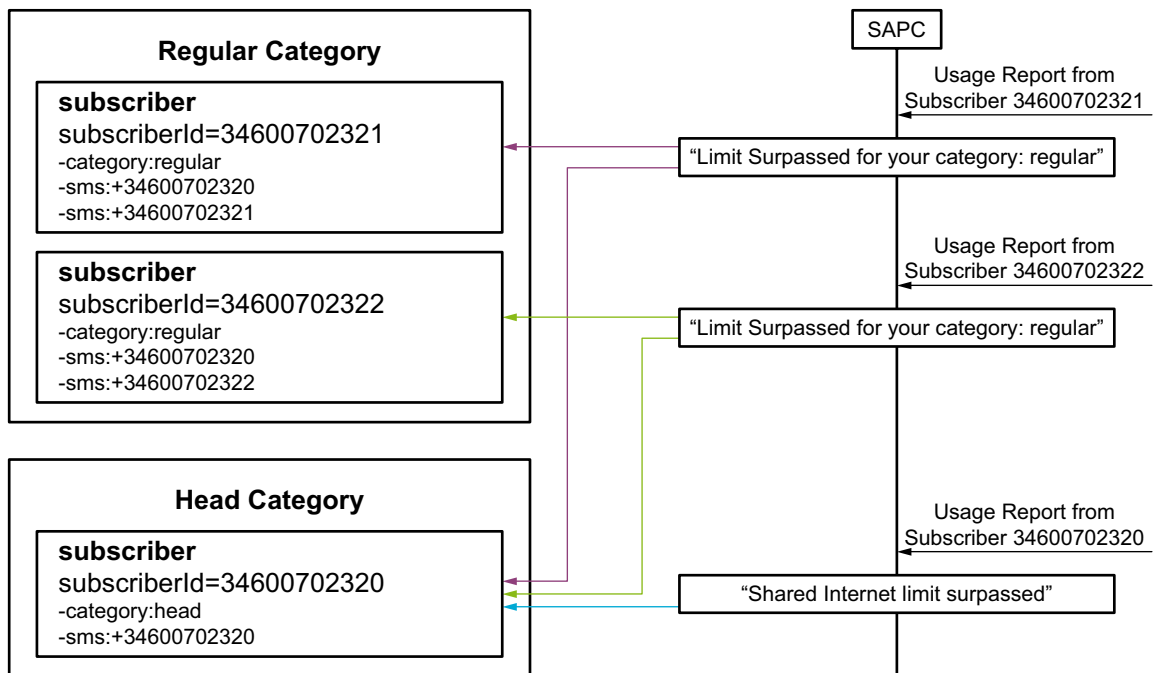 Regular Category
subscriber
subscriberId=34600702321
-category:regular
-sms:+34600702320
-sms:+34600702321
subscriber
subscriberId=34600702322
-category:regular
-sms:+34600702320
-sms:+34600702322
Head Category
subscriber
subscriberId=34600702320
-category:head
-sms:+34600702320
SAPC
Usage Report from
Subscriber 34600702321
“Limit Surpassed for your category: regular”
Usage Report from
Subscriber 34600702322
“Limit Surpassed for your category: regular”
Usage Report from
Subscriber 34600702320
“Shared Internet limit surpassed”